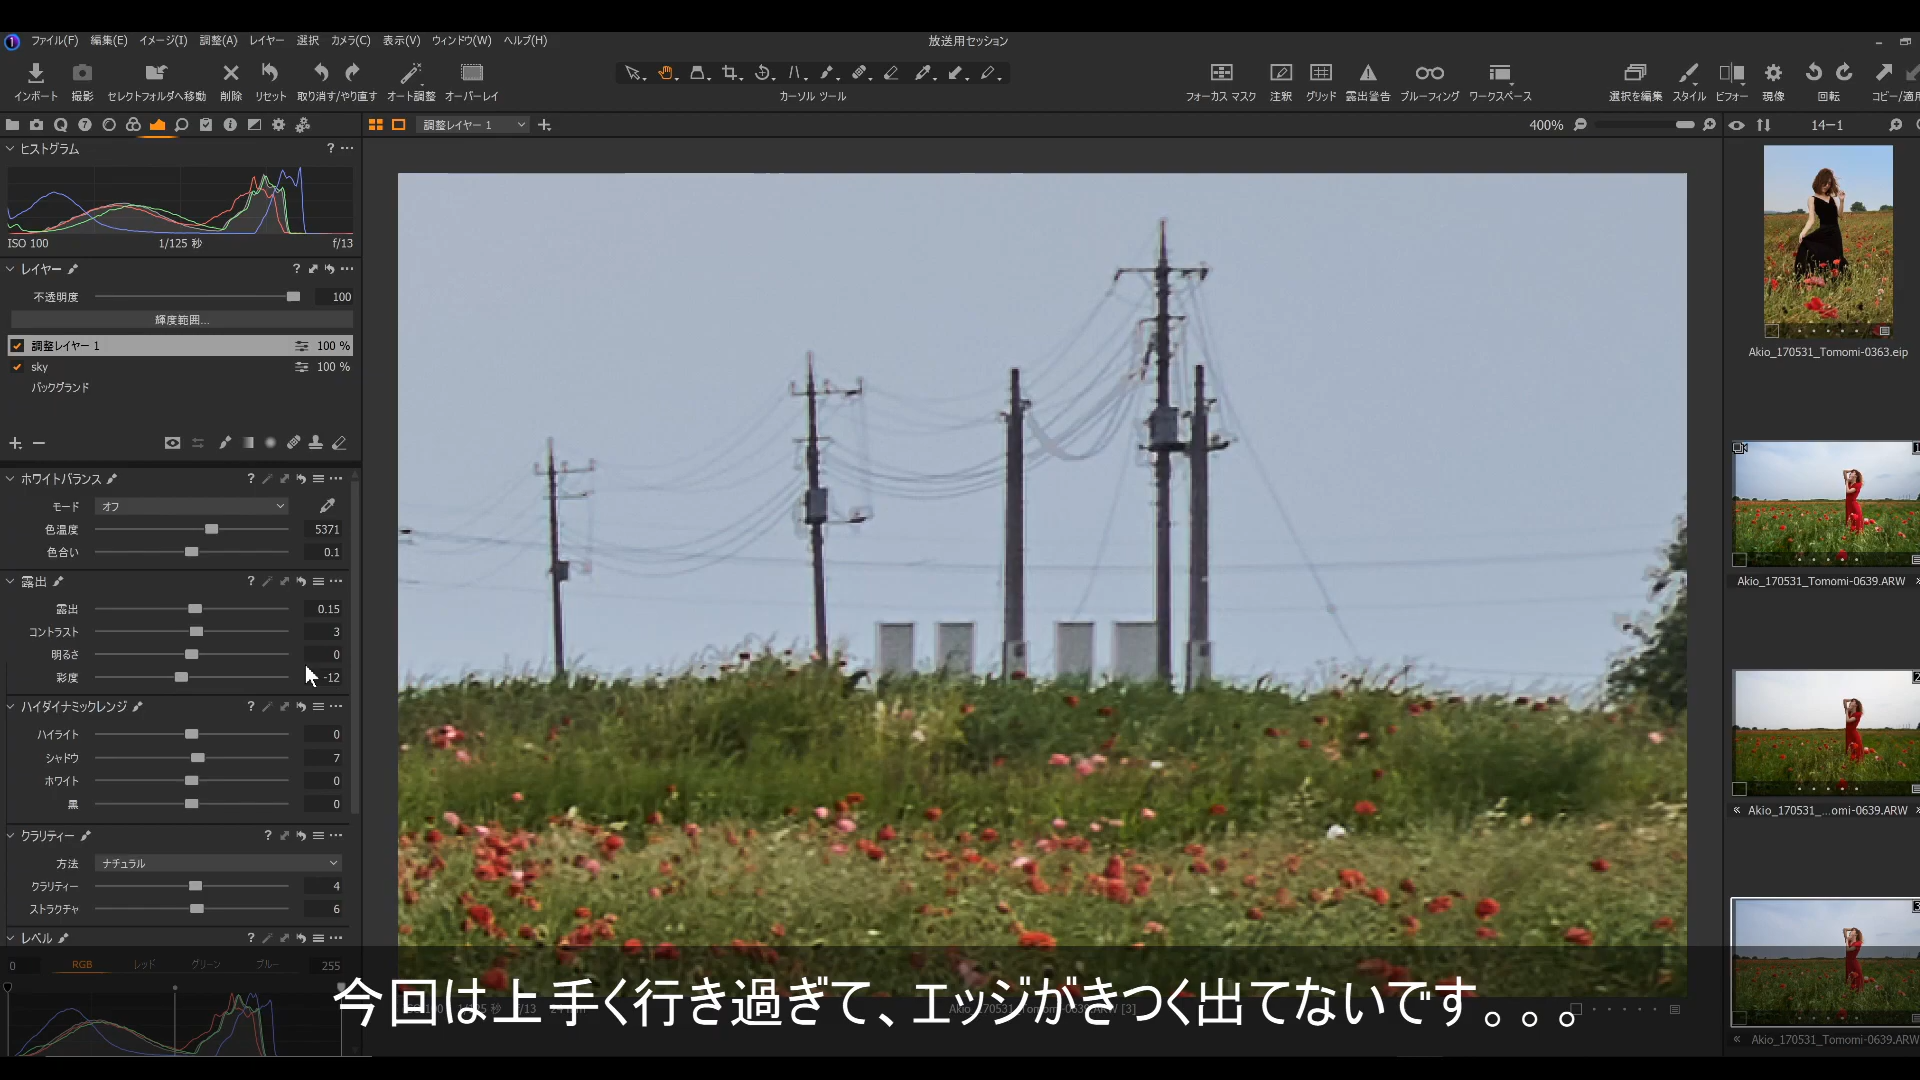 ファイル(F) 編集(E) イメージ(I) 調整(A) レイヤー 選択 カメラ(C) 表示(V) ウィンドウ(W) ヘルプ(H)
放送用セッション
インポート 撮影 セレクトフォルダへ移動 削除 リセット 取り消す/やり直す オート調整 オーバーレイ
カーソル ツール
フォーカス マスク 注釈 グリッド 露出警告 プルーフィング ワークスペース
選択を編集 スタイル ビフォー 現像 回転 コピー/適用
調整レイヤー 1
400%
14−1
ヒストグラム
ISO 100 1/125 秒 f/13
レイヤー
不透明度 100
輝度範囲...
調整レイヤー 1 100 %
sky 100 %
バックグランド
ホワイトバランス
モード オフ
色温度 5371
色合い 0.1
露出
露出 0.15
コントラスト 3
明るさ 0
彩度 -12
ハイダイナミックレンジ
ハイライト 0
シャドウ 7
ホワイト 0
黒 0
クラリティー
方法 ナチュラル
クラリティー 4
ストラクチャ 6
レベル
0 RGB レッド グリーン ブルー 255
Akio_170531_Tomomi-0363.eip
Akio_170531_Tomomi-0639.ARW
Akio_170531_...omi-0639.ARW
Akio_170531_Tomomi-0639.ARW
今回は上手く行き過ぎて、エッジがきつく出てないです。。。